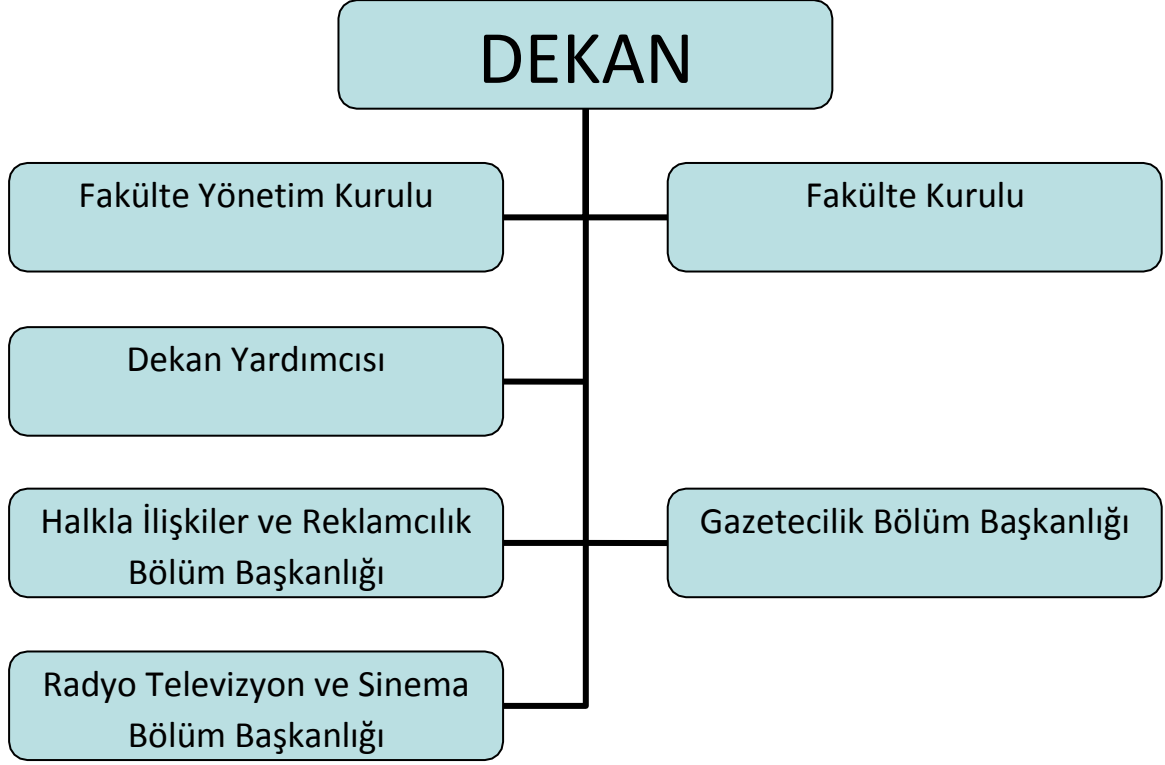 DEKAN
Fakülte Yönetim Kurulu
Fakülte Kurulu
Dekan Yardımcısı
Halkla İlişkiler ve Reklamcılık
Bölüm Başkanlığı
Gazetecilik Bölüm Başkanlığı
Radyo Televizyon ve Sinema
Bölüm Başkanlığı